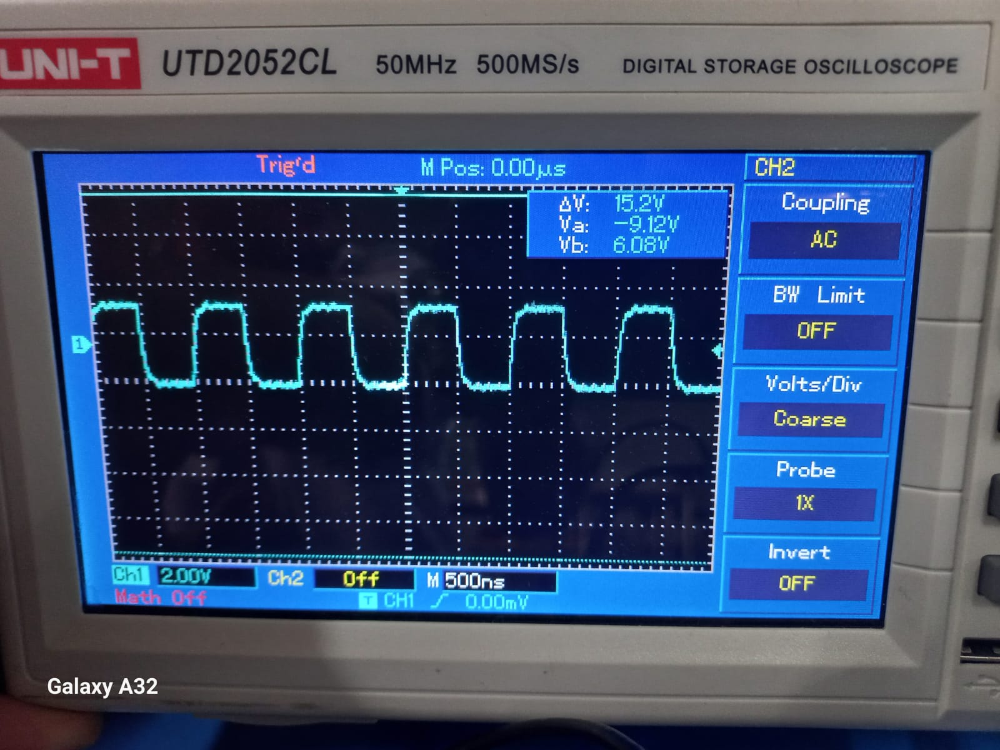 UNI-T UTD2052CL 50MHz 500MS/s DIGITAL STORAGE OSCILLOSCOPE
Trig'd M Pos: 0.00µs CH2
ΔV: 15.2V
Va: -9.12V
Vb: 6.08V
Coupling
AC
BW Limit
OFF
Volts/Div
Coarse
Probe
1X
Invert
OFF
1
Ch1 2.00V Ch2 Off M 500ns
Math Off T CH1 0.00mV
Galaxy A32